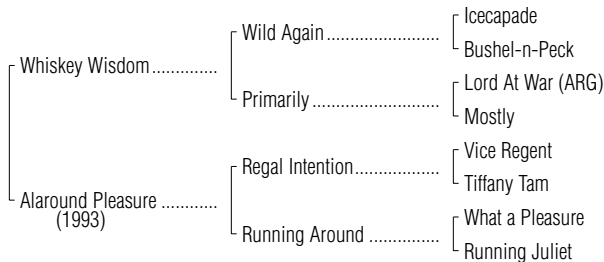 Icecapade
Wild Again
Bushel-n-Peck
Whiskey Wisdom
Lord At War (ARG)
Primarily
Mostly
Vice Regent
Regal Intention
Tiffany Tam
Alaround Pleasure
(1993)
What a Pleasure
Running Around
Running Juliet